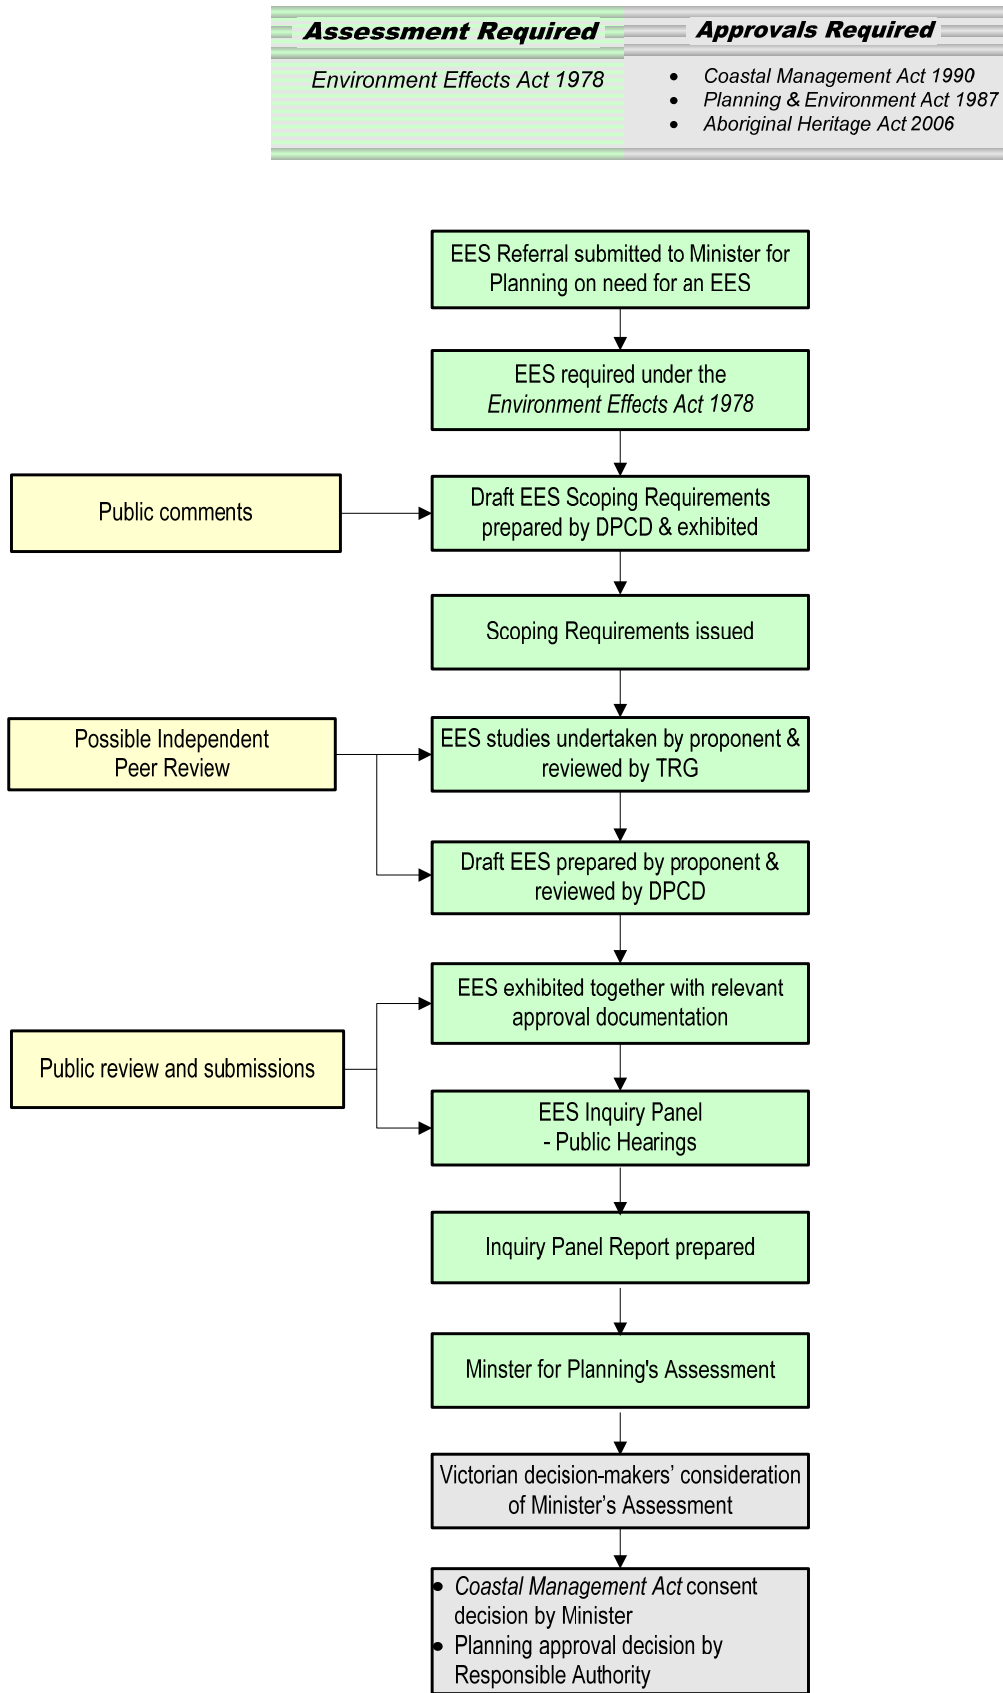 Assessment Required
Environment Effects Act 1978
Approvals Required
• Coastal Management Act 1990
• Planning & Environment Act 1987
• Aboriginal Heritage Act 2006
EES Referral submitted to Minister for
Planning on need for an EES
EES required under the
Environment Effects Act 1978
Public comments
Draft EES Scoping Requirements
prepared by DPCD & exhibited
Scoping Requirements issued
Possible Independent
Peer Review
EES studies undertaken by proponent &
reviewed by TRG
Draft EES prepared by proponent &
reviewed by DPCD
EES exhibited together with relevant
approval documentation
Public review and submissions
EES Inquiry Panel
- Public Hearings
Inquiry Panel Report prepared
Minster for Planning's Assessment
Victorian decision-makers’ consideration
of Minister’s Assessment
• Coastal Management Act consent
decision by Minister
• Planning approval decision by
Responsible Authority